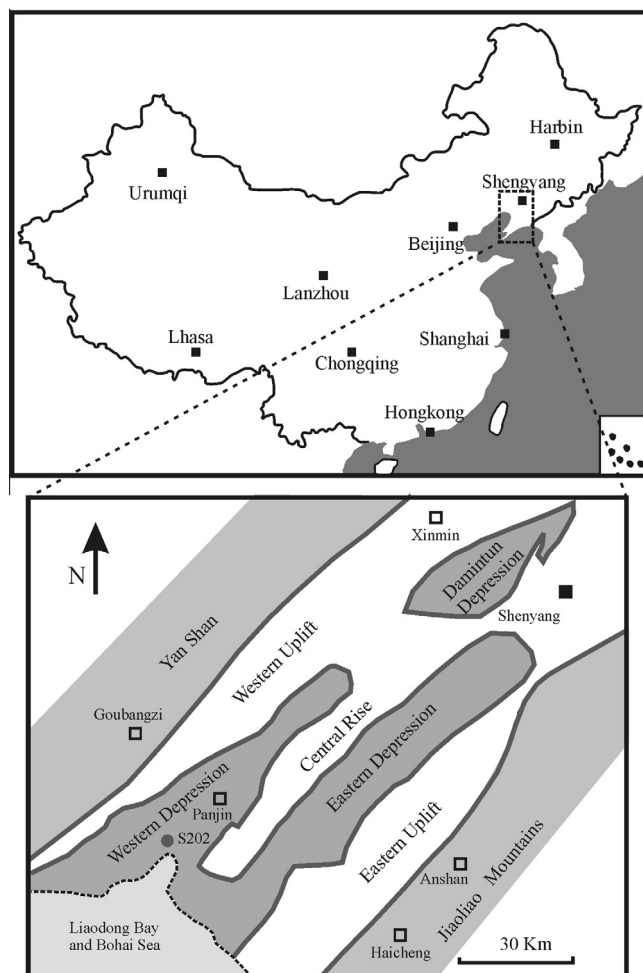 Harbin
Urumqi
Shengyang
Beijing
Lanzhou
Lhasa
Shanghai
Chongqing
Hongkong
N
Xinmin
Damintun
Depression
Shenyang
Yan Shan
Western Uplift
Goubangzi
Central Rise
Eastern Depression
Western Depression
Panjin
S202
Eastern Uplift
Anshan
Jiaoliao Mountains
Liaodong Bay
and Bohai Sea
Haicheng
30 Km